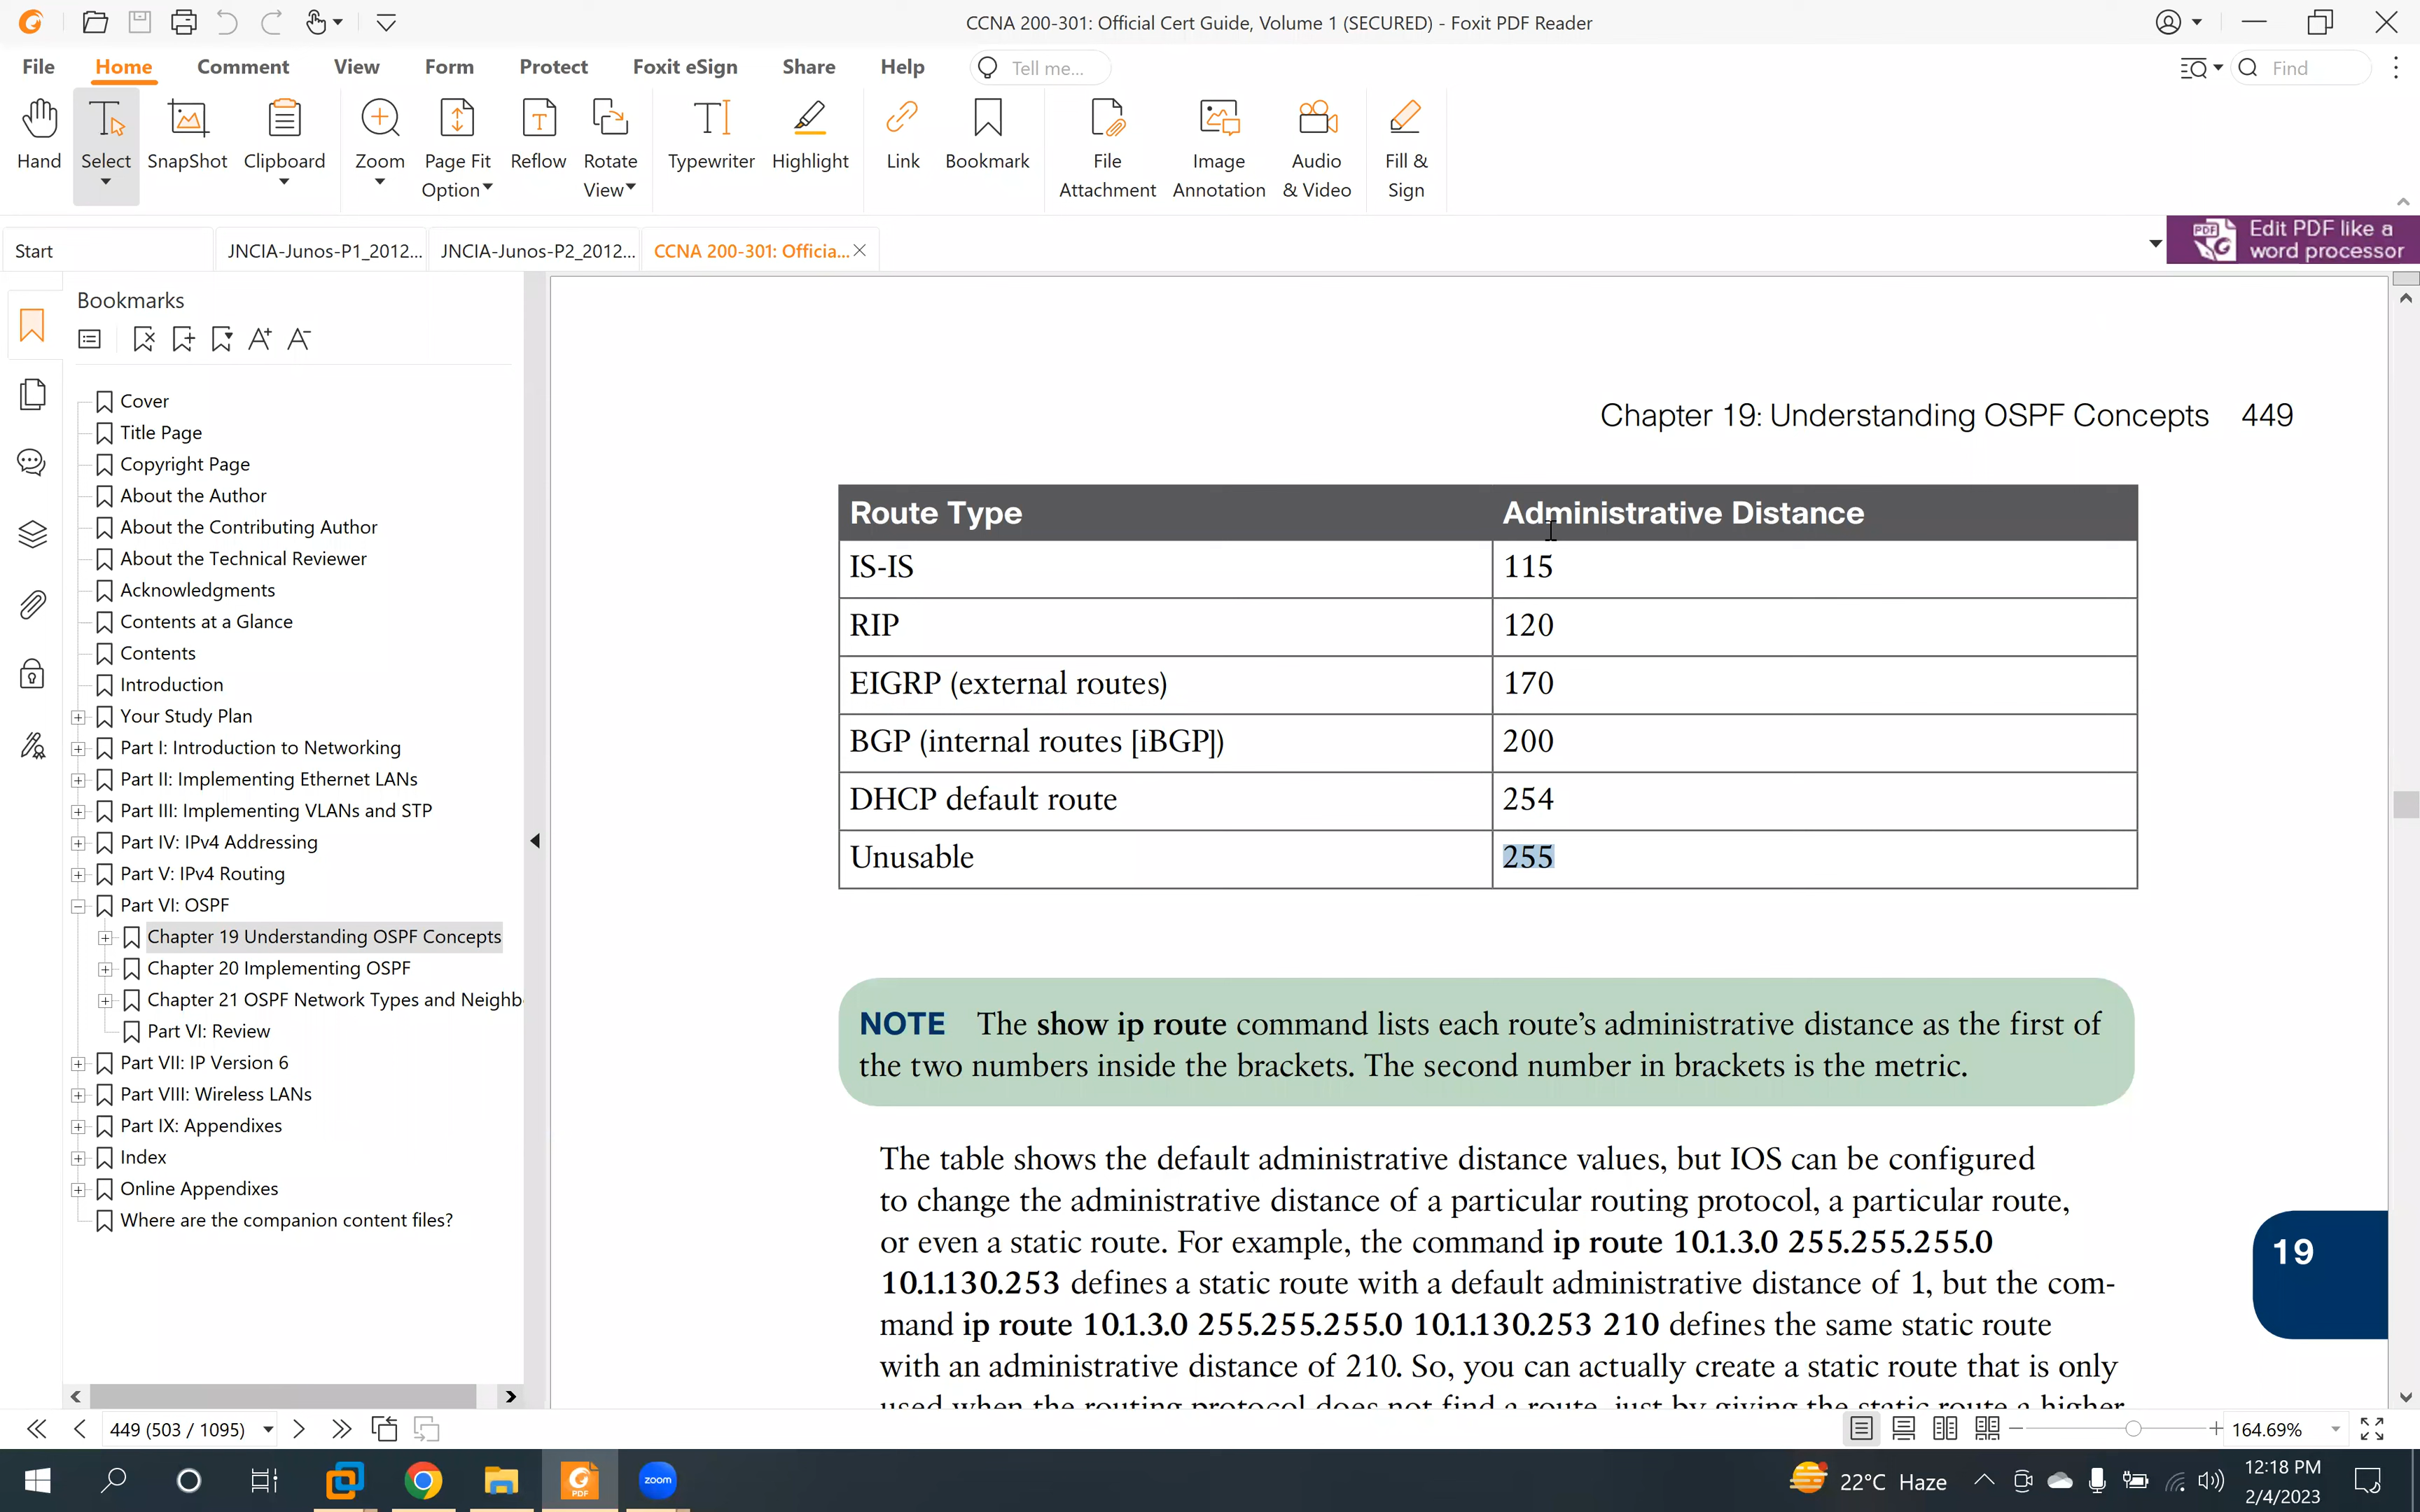 CCNA 200-301: Official Cert Guide, Volume 1 (SECURED) - Foxit PDF Reader
File Home Comment View Form Protect Foxit eSign Share Help Tell me... Find
Hand Select SnapShot Clipboard Zoom Page Fit Option Reflow Rotate View Typewriter Highlight Link Bookmark File Attachment Image Annotation Audio & Video Fill & Sign
Start JNCIA-Junos-P1_2012... JNCIA-Junos-P2_2012... CCNA 200-301: Officia...
Edit PDF like a
word processor
Bookmarks
Cover
Title Page
Copyright Page
About the Author
About the Contributing Author
About the Technical Reviewer
Acknowledgments
Contents at a Glance
Contents
Introduction
Your Study Plan
Part I: Introduction to Networking
Part II: Implementing Ethernet LANs
Part III: Implementing VLANs and STP
Part IV: IPv4 Addressing
Part V: IPv4 Routing
Part VI: OSPF
Chapter 19 Understanding OSPF Concepts
Chapter 20 Implementing OSPF
Chapter 21 OSPF Network Types and Neighb
Part VI: Review
Part VII: IP Version 6
Part VIII: Wireless LANs
Part IX: Appendixes
Index
Online Appendixes
Where are the companion content files?
Chapter 19: Understanding OSPF Concepts 449
Route Type Administrative Distance
IS-IS 115
RIP 120
EIGRP (external routes) 170
BGP (internal routes [iBGP]) 200
DHCP default route 254
Unusable 255
NOTE The show ip route command lists each route’s administrative distance as the first of
the two numbers inside the brackets. The second number in brackets is the metric.
The table shows the default administrative distance values, but IOS can be configured
to change the administrative distance of a particular routing protocol, a particular route,
or even a static route. For example, the command ip route 10.1.3.0 255.255.255.0
10.1.130.253 defines a static route with a default administrative distance of 1, but the com-
mand ip route 10.1.3.0 255.255.255.0 10.1.130.253 210 defines the same static route
with an administrative distance of 210. So, you can actually create a static route that is only
used when the routing protocol does not find a route, just by giving the static route a higher
19
449 (503 / 1095)
164.69%
zoom
22°C Haze
12:18 PM
2/4/2023